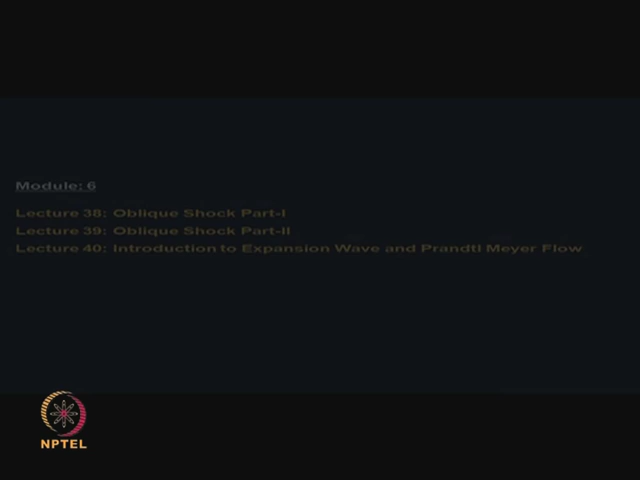 Module: 6
Lecture 38: Oblique Shock Part-I
Lecture 39: Oblique Shock Part-II
Lecture 40: Introduction to Expansion Wave and Prandtl Meyer Flow
NPTEL